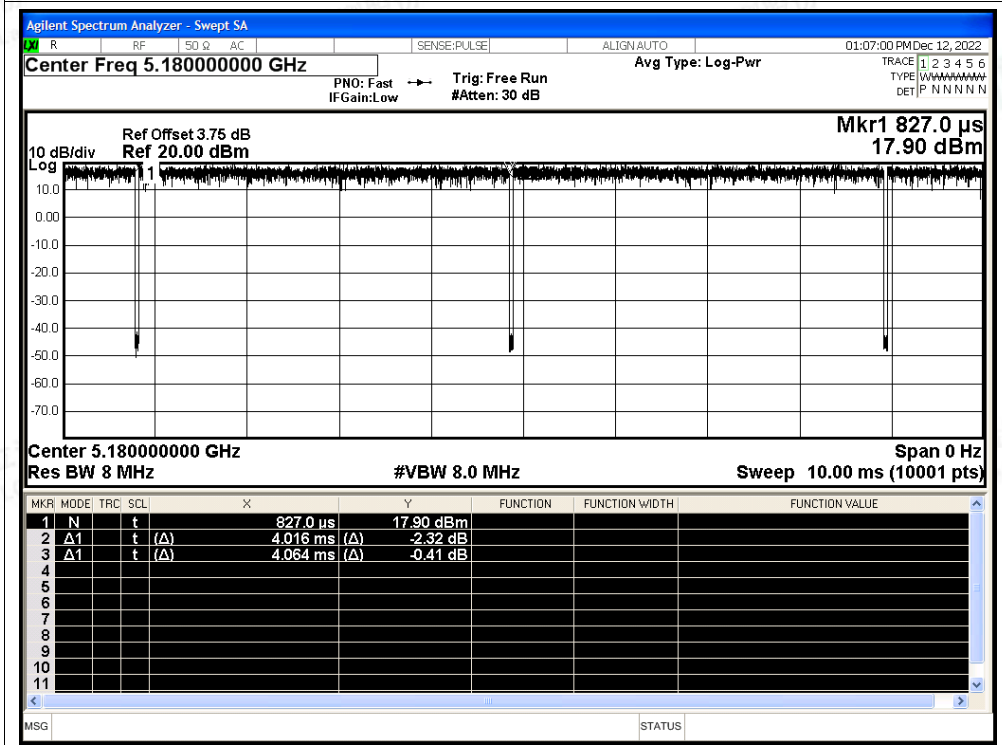 Agilent Spectrum Analyzer - Swept SA
LXI R RF 50 Ω AC SENSE:PULSE ALIGN AUTO 01:07:00 PM Dec 12, 2022
Center Freq 5.180000000 GHz Avg Type: Log-Pwr TRACE 1 2 3 4 5 6
PNO: Fast Trig: Free Run TYPE W
IFGain:Low #Atten: 30 dB DET P N N N N N
Mkr1 827.0 µs
17.90 dBm
Ref Offset 3.75 dB
10 dB/div Ref 20.00 dBm
Log
1
10.0
0.00
-10.0
-20.0
-30.0
-40.0
-50.0
-60.0
-70.0
Center 5.180000000 GHz Span 0 Hz
Res BW 8 MHz #VBW 8.0 MHz Sweep 10.00 ms (10001 pts)
MKR MODE TRC SCL X Y FUNCTION FUNCTION WIDTH FUNCTION VALUE
1 N t 827.0 µs 17.90 dBm
2 Δ1 t (Δ) 4.016 ms (Δ) -2.32 dB
3 Δ1 t (Δ) 4.064 ms (Δ) -0.41 dB
4
5
6
7
8
9
10
11
MSG STATUS